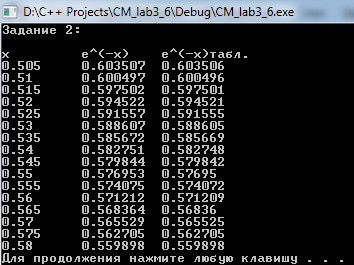 D:\C++ Projects\CM_lab3_6\Debug\CM_lab3_6.exe
Задание 2:
x e^(-x) e^(-x)табл.
0.505 0.603507 0.603506
0.51 0.600497 0.600496
0.515 0.597502 0.597501
0.52 0.594522 0.594521
0.525 0.591557 0.591555
0.53 0.588607 0.588605
0.535 0.585672 0.585669
0.54 0.582751 0.582748
0.545 0.579844 0.579842
0.55 0.576953 0.57695
0.555 0.574075 0.574072
0.56 0.571212 0.571209
0.565 0.568364 0.56836
0.57 0.565529 0.565525
0.575 0.562705 0.562705
0.58 0.559898 0.559898
Для продолжения нажмите любую клавишу . . .